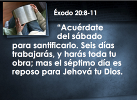 Éxodo 20:8-11
“Acuérdate
del sábado
para santificarlo. Seis días
trabajarás, y harás toda tu
obra; mas el séptimo día es
reposo para Jehová tu Dios.